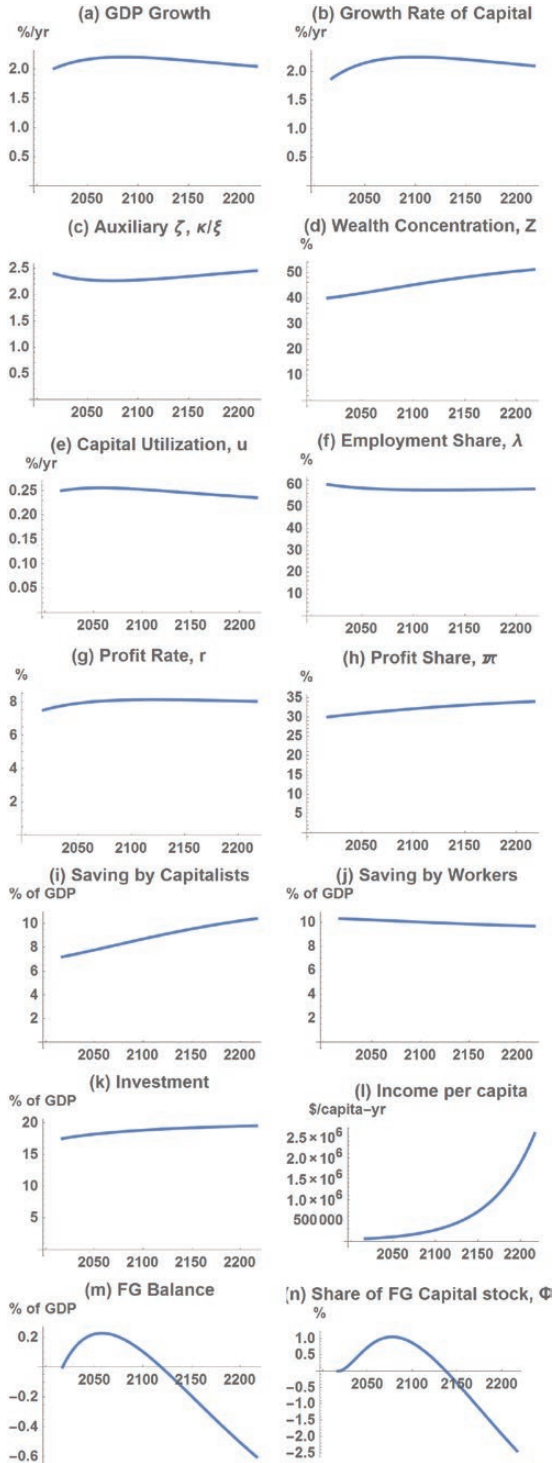 (a) GDP Growth
%/yr
2.0
1.5
1.0
0.5
2050 2100 2150 2200
(b) Growth Rate of Capital
%/yr
2.0
1.5
1.0
0.5
2050 2100 2150 2200
(c) Auxiliary ζ, κ/ξ
2.5
2.0
1.5
1.0
0.5
2050 2100 2150 2200
(d) Wealth Concentration, Z
%
50
40
30
20
10
2050 2100 2150 2200
(e) Capital Utilization, u
%/yr
0.25
0.20
0.15
0.10
0.05
2050 2100 2150 2200
(f) Employment Share, λ
%
60
50
40
30
20
10
2050 2100 2150 2200
(g) Profit Rate, r
%
8
6
4
2
2050 2100 2150 2200
(h) Profit Share, π
%
35
30
25
20
15
10
5
2050 2100 2150 2200
(i) Saving by Capitalists
% of GDP
10
8
6
4
2
2050 2100 2150 2200
(j) Saving by Workers
% of GDP
10
8
6
4
2
2050 2100 2150 2200
(k) Investment
% of GDP
20
15
10
5
2050 2100 2150 2200
(l) Income per capita
$/capita-yr
2.5 × 10⁶
2.0 × 10⁶
1.5 × 10⁶
1.0 × 10⁶
500 000
2050 2100 2150 2200
(m) FG Balance
% of GDP
0.2
2050 2100 2150 2200
-0.2
-0.4
-0.6
(n) Share of FG Capital stock, Φ
%
1.0
0.5
2050 2100 2150 2200
-0.5
-1.0
-1.5
-2.0
-2.5